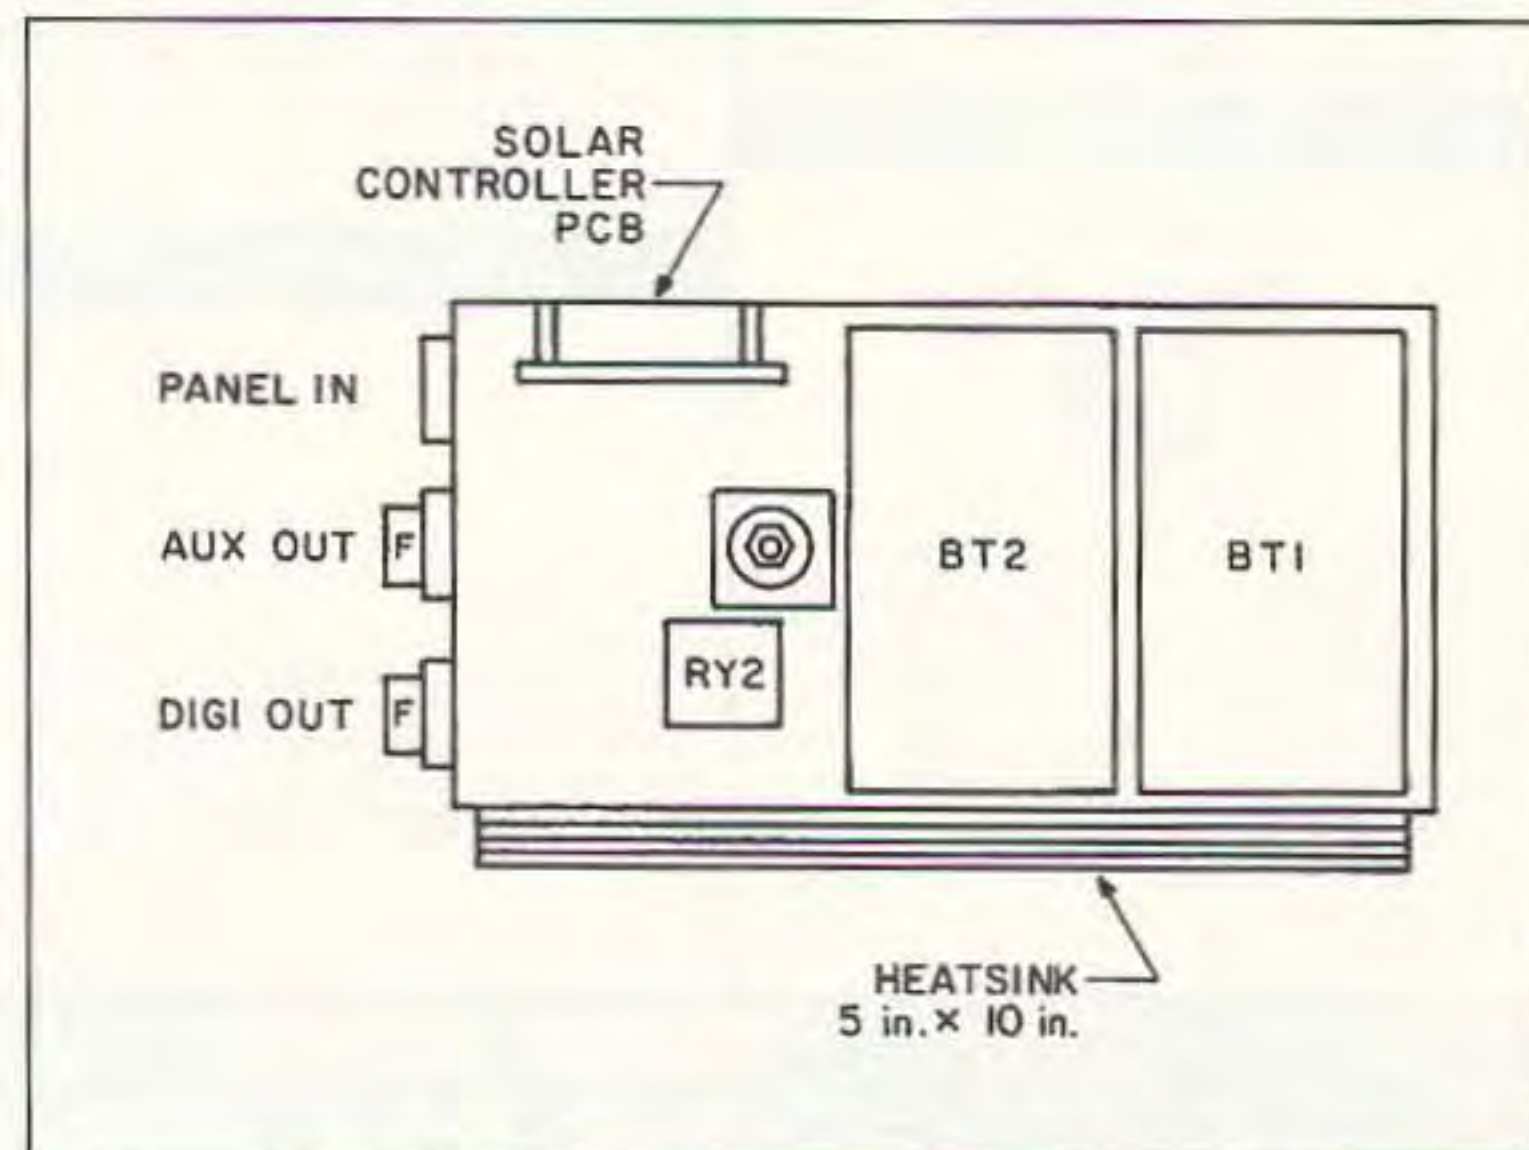 SOLAR
CONTROLLER
PCB
PANEL IN
AUX OUT F
BT2
BT1
RY2
DIGI OUT F
HEATSINK
5 in. × 10 in.